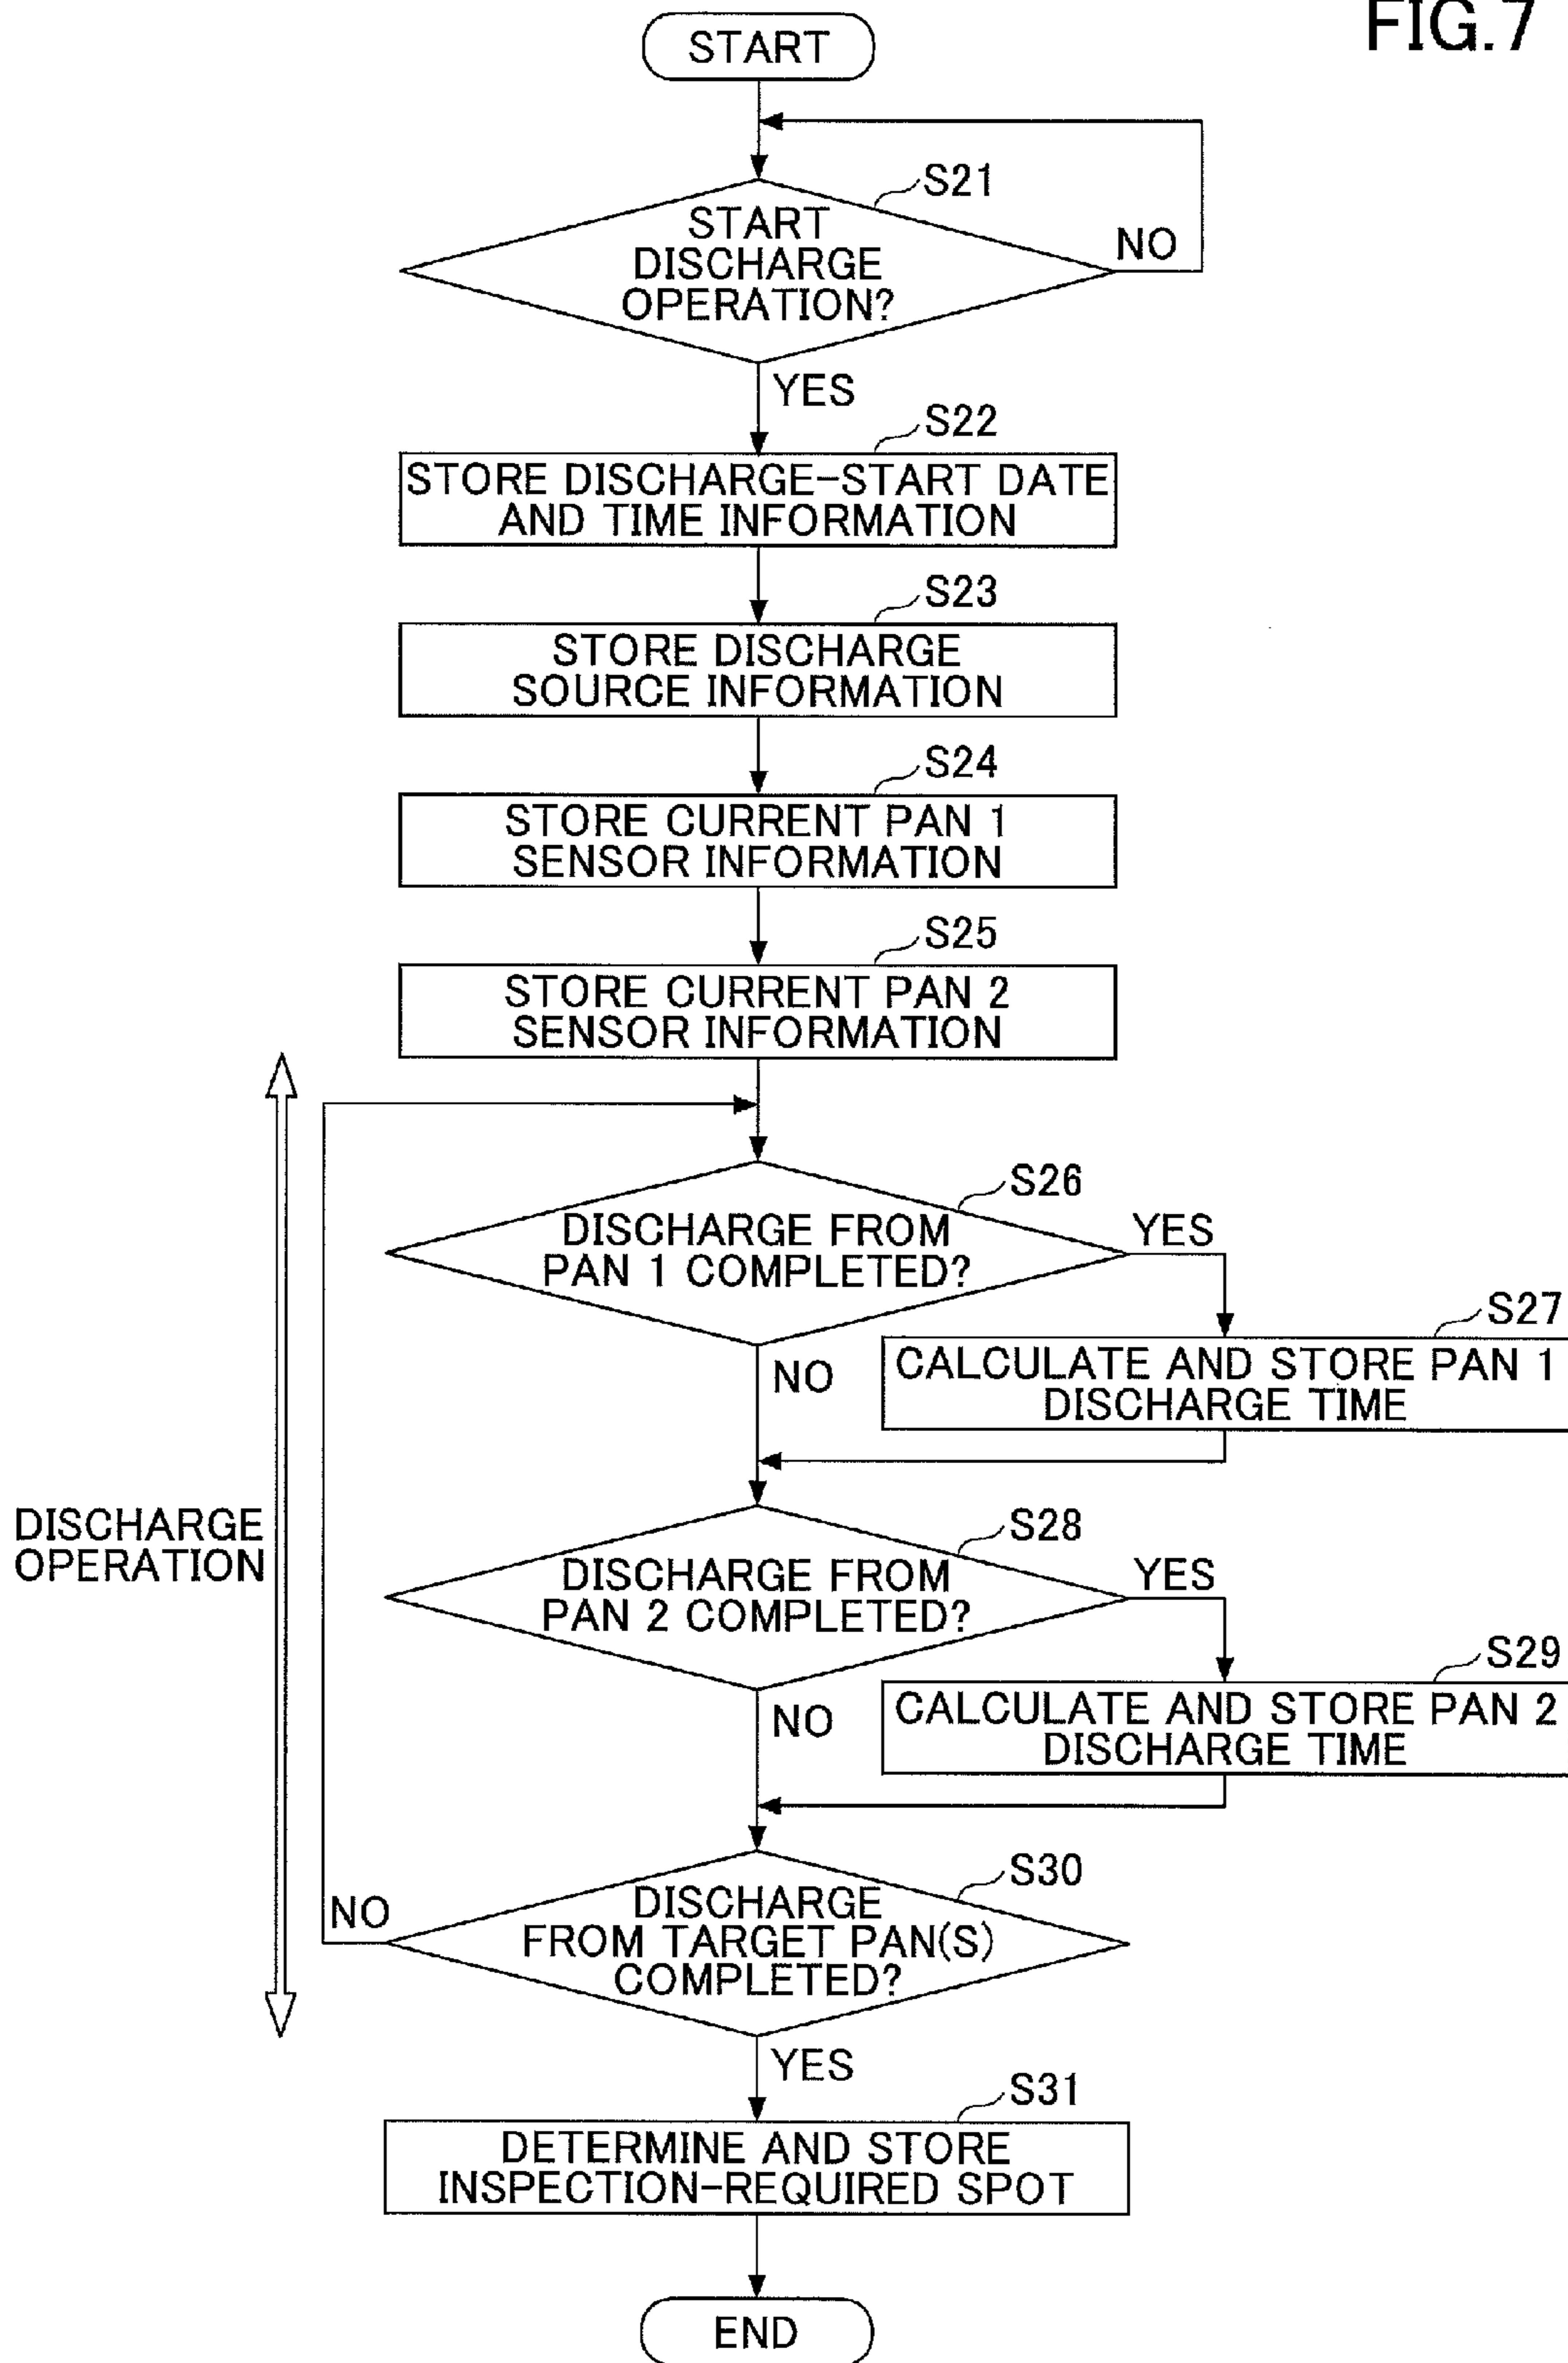 FIG.7
START
S21
START
DISCHARGE
OPERATION?
NO
YES
S22
STORE DISCHARGE-START DATE
AND TIME INFORMATION
S23
STORE DISCHARGE
SOURCE INFORMATION
S24
STORE CURRENT PAN 1
SENSOR INFORMATION
S25
STORE CURRENT PAN 2
SENSOR INFORMATION
S26
DISCHARGE FROM
PAN 1 COMPLETED?
YES
NO
S27
CALCULATE AND STORE PAN 1
DISCHARGE TIME
DISCHARGE
OPERATION
S28
DISCHARGE FROM
PAN 2 COMPLETED?
YES
NO
S29
CALCULATE AND STORE PAN 2
DISCHARGE TIME
S30
DISCHARGE
FROM TARGET PAN(S)
COMPLETED?
NO
YES
S31
DETERMINE AND STORE
INSPECTION-REQUIRED SPOT
END